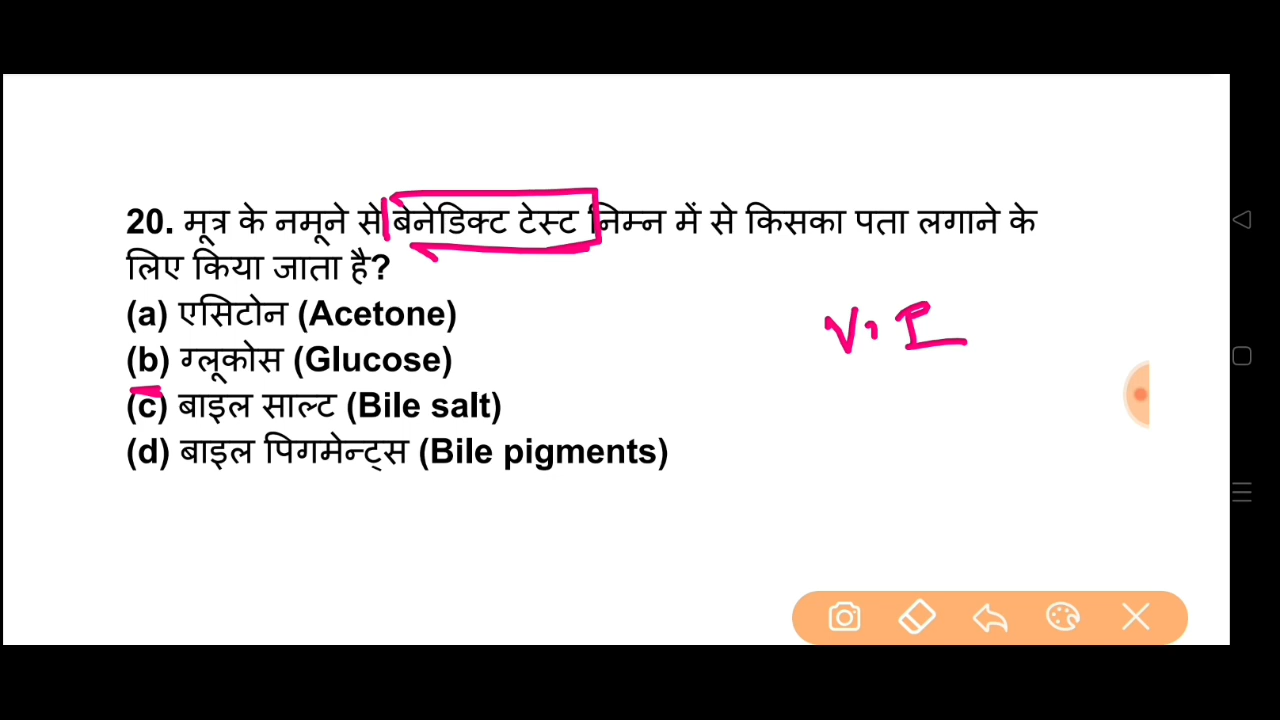 20. मूत्र के नमूने से बेनेडिक्ट टेस्ट निम्न में से किसका पता लगाने के
लिए किया जाता है?
(a) एसिटोन (Acetone)
V. I
(b) ग्लूकोस (Glucose)
(c) बाइल साल्ट (Bile salt)
(d) बाइल पिगमेन्ट्स (Bile pigments)